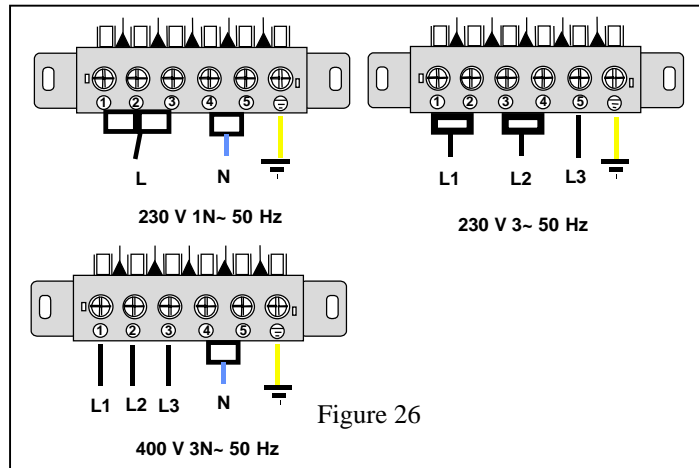 1 2 3 4 5
L N
230 V 1N~ 50 Hz
1 2 3 4 5
L1 L2 L3
230 V 3~ 50 Hz
1 2 3 4 5
L1 L2 L3 N
400 V 3N~ 50 Hz
Figure 26